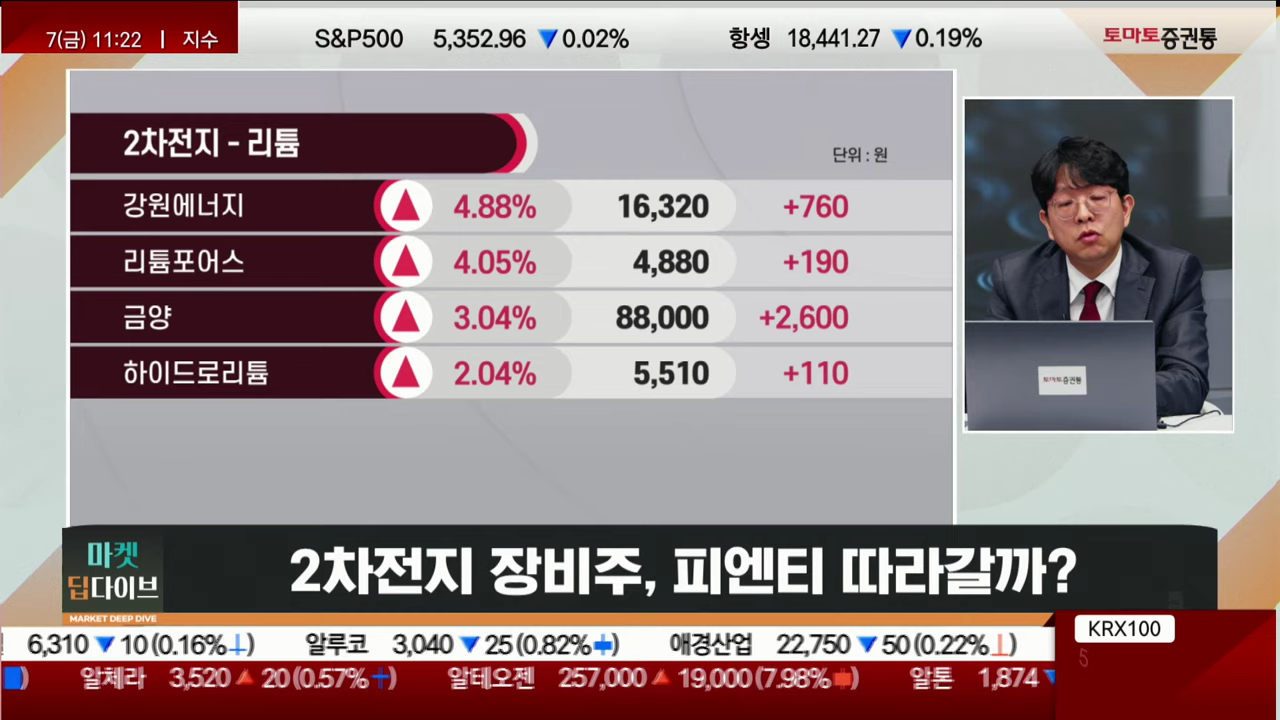 7(금) 11:22 | 지수 S&P500 5,352.96 ▼0.02% 항셍 18,441.27 ▼0.19% 토마토증권통
2차전지 - 리튬
단위 : 원
강원에너지 ▲ 4.88% 16,320 +760
리튬포어스 ▲ 4.05% 4,880 +190
금양 ▲ 3.04% 88,000 +2,600
하이드로리튬 ▲ 2.04% 5,510 +110
토마토증권통
마켓
딥다이브
MARKET DEEP DIVE
2차전지 장비주, 피엔티 따라갈까?
6,310 ▼ 10 (0.16%) 알루코 3,040 ▼ 25 (0.82%) 애경산업 22,750 ▼ 50 (0.22%)
KRX100
5
) 알체라 3,520 ▲ 20 (0.57%) 알테오젠 257,000 ▲ 19,000 (7.98%) 알톤 1,874 ▼